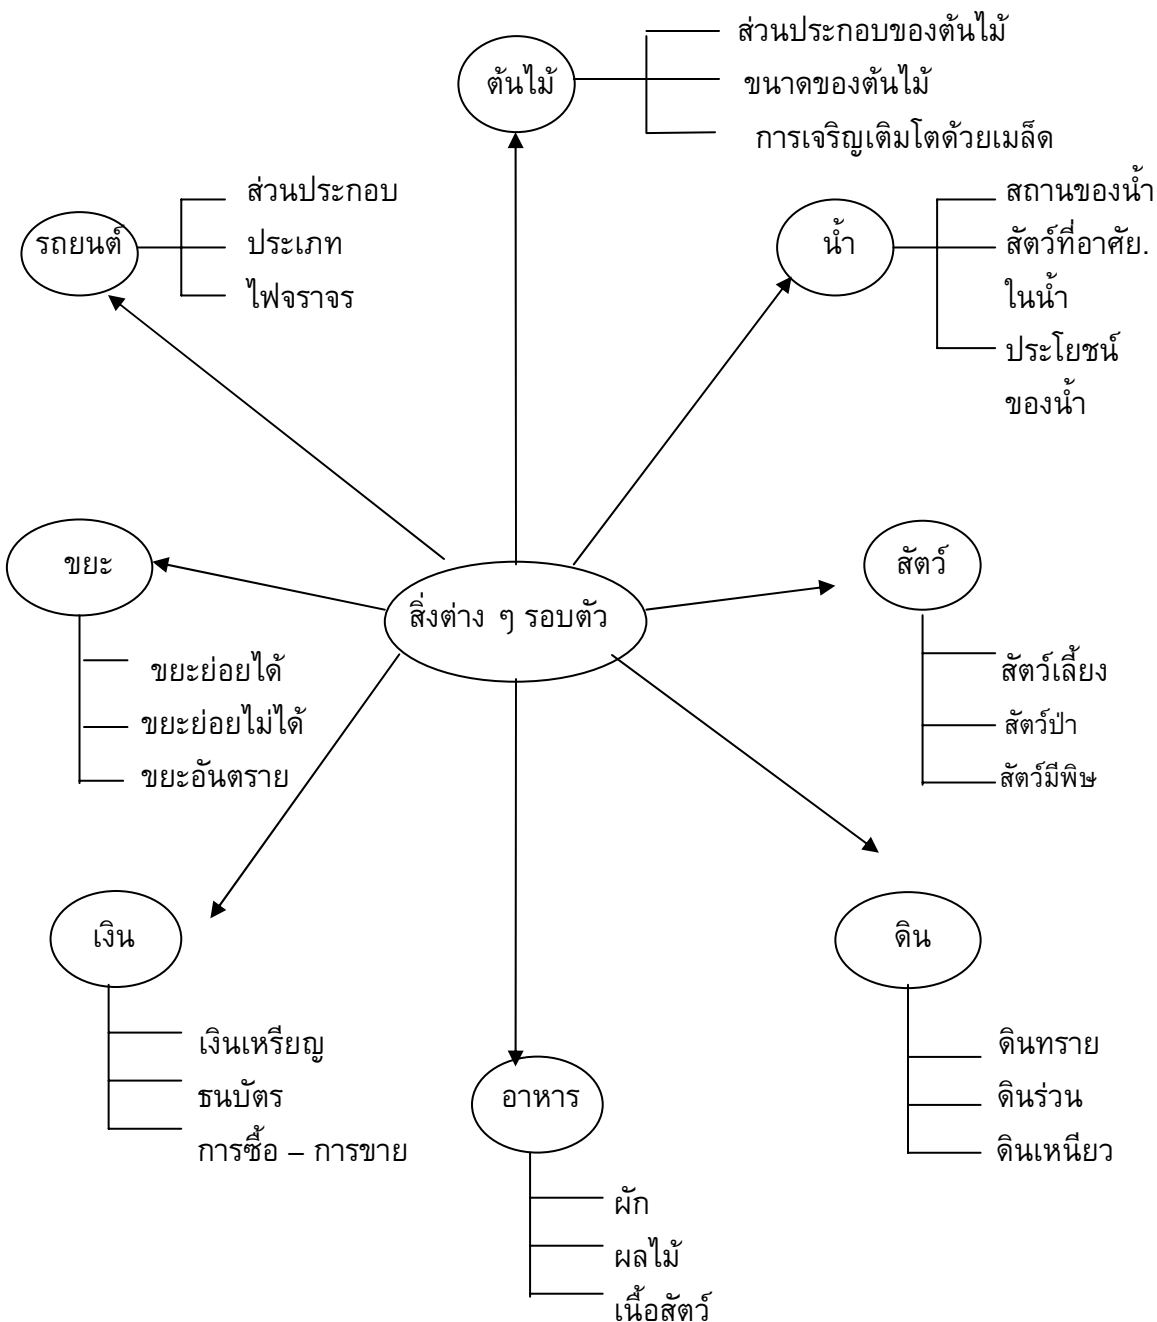 ต้นไม้
ส่วนประกอบของต้นไม้
ขนาดของต้นไม้
การเจริญเติมโตด้วยเมล็ด
รถยนต์
ส่วนประกอบ
ประเภท
ไฟจราจร
น้ำ
สถานของน้ำ
สัตว์ที่อาศัย.
ในน้ำ
ประโยชน์
ของน้ำ
ขยะ
ขยะย่อยได้
ขยะย่อยไม่ได้
ขยะอันตราย
สิ่งต่าง ๆ รอบตัว
สัตว์
สัตว์เลี้ยง
สัตว์ป่า
สัตว์มีพิษ
เงิน
เงินเหรียญ
ธนบัตร
การซื้อ – การขาย
อาหาร
ผัก
ผลไม้
เนื้อสัตว์
ดิน
ดินทราย
ดินร่วน
ดินเหนียว